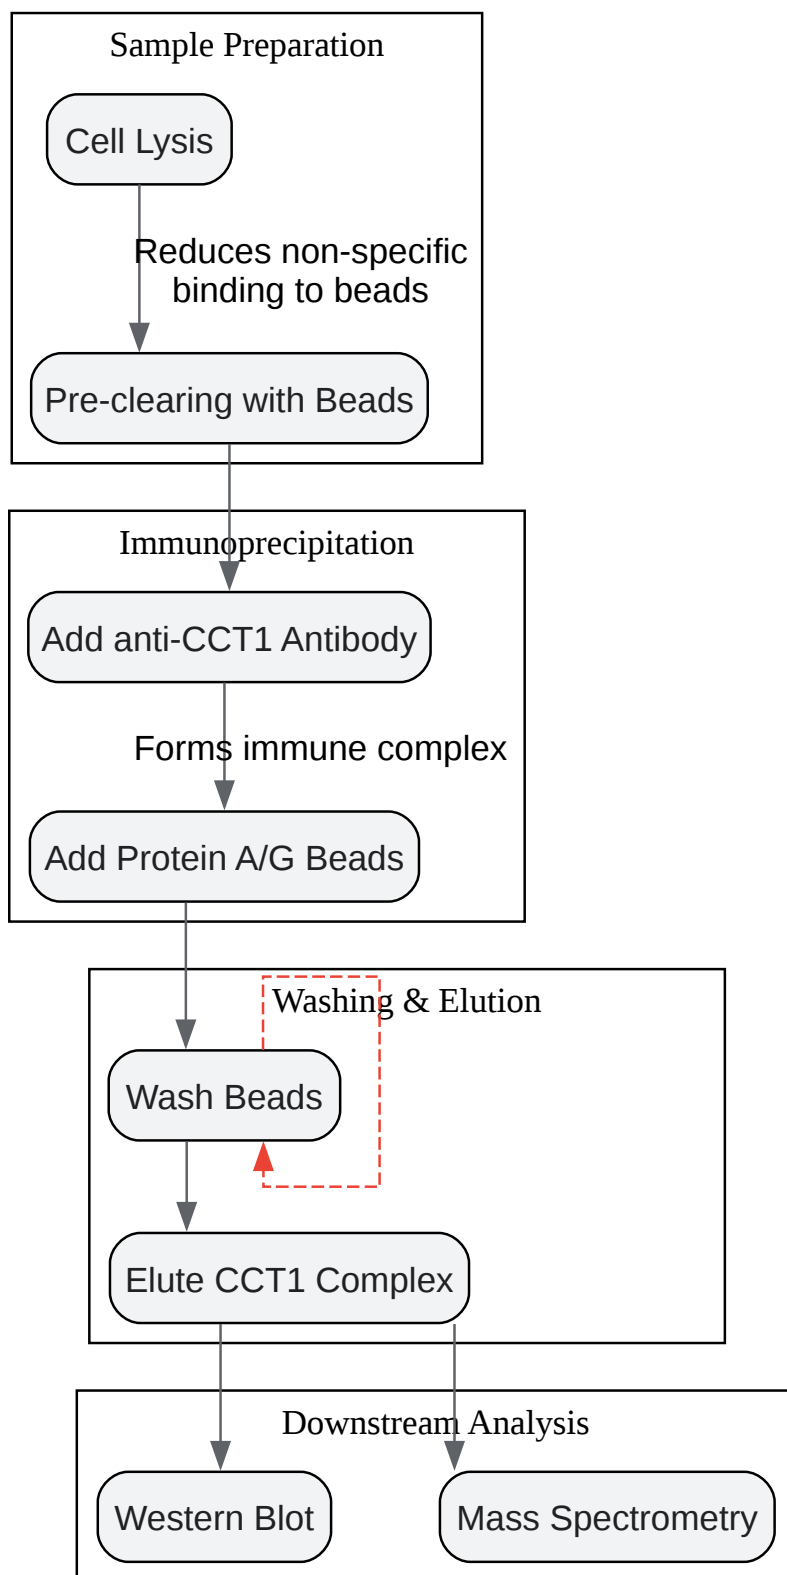 Sample Preparation
Cell Lysis
Reduces non-specific
binding to beads
Pre-clearing with Beads
Immunoprecipitation
Add anti-CCT1 Antibody
Forms immune complex
Add Protein A/G Beads
Washing & Elution
Wash Beads
Elute CCT1 Complex
Downstream Analysis
Western Blot
Mass Spectrometry